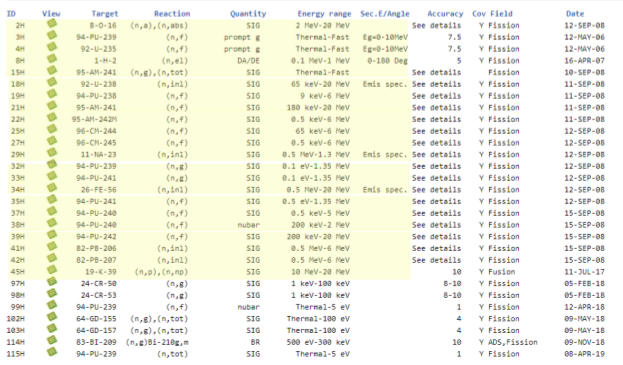 ID View Target Reaction Quantity Energy range Sec.E/Angle Accuracy Cov Field Date
2H 8-O-16 (n,a),(n,abs) SIG 2 MeV-20 MeV See details Y Fission 12-SEP-08
3H 94-PU-239 (n,f) prompt g Thermal-Fast Eg=0-10MeV 7.5 Y Fission 12-MAY-06
4H 92-U-235 (n,f) prompt g Thermal-Fast Eg=0-10MeV 7.5 Y Fission 12-MAY-06
8H 1-H-2 (n,el) DA/DE 0.1 MeV-1 MeV 0-180 Deg 5 Y Fission 16-APR-07
15H 95-AM-241 (n,g),(n,tot) SIG Thermal-Fast See details Fission 10-SEP-08
18H 92-U-238 (n,inl) SIG 65 keV-20 MeV Emis spec. See details Y Fission 11-SEP-08
19H 94-PU-238 (n,f) SIG 9 keV-6 MeV See details Y Fission 11-SEP-08
21H 95-AM-241 (n,f) SIG 180 keV-20 MeV See details Y Fission 11-SEP-08
22H 95-AM-242M (n,f) SIG 0.5 keV-6 MeV See details Y Fission 11-SEP-08
25H 96-CM-244 (n,f) SIG 65 keV-6 MeV See details Y Fission 12-SEP-08
27H 96-CM-245 (n,f) SIG 0.5 keV-6 MeV See details Y Fission 12-SEP-08
29H 11-NA-23 (n,inl) SIG 0.5 MeV-1.3 MeV Emis spec. See details Y Fission 12-SEP-08
32H 94-PU-239 (n,g) SIG 0.1 eV-1.35 MeV See details Y Fission 12-SEP-08
33H 94-PU-241 (n,g) SIG 0.1 eV-1.35 MeV See details Y Fission 12-SEP-08
34H 26-FE-56 (n,inl) SIG 0.5 MeV-20 MeV Emis spec. See details Y Fission 12-SEP-08
35H 94-PU-241 (n,f) SIG 0.5 eV-1.35 MeV See details Y Fission 12-SEP-08
37H 94-PU-240 (n,f) SIG 0.5 keV-5 MeV See details Y Fission 15-SEP-08
38H 94-PU-240 (n,f) nubar 200 keV-2 MeV See details Y Fission 15-SEP-08
39H 94-PU-242 (n,f) SIG 200 keV-20 MeV See details Y Fission 15-SEP-08
41H 82-PB-206 (n,inl) SIG 0.5 MeV-6 MeV See details Y Fission 15-SEP-08
42H 82-PB-207 (n,inl) SIG 0.5 MeV-6 MeV See details Y Fission 15-SEP-08
45H 19-K-39 (n,p),(n,np) SIG 10 MeV-20 MeV 10 Y Fusion 11-JUL-17
97H 24-CR-50 (n,g) SIG 1 keV-100 keV 8-10 Y Fission 05-FEB-18
98H 24-CR-53 (n,g) SIG 1 keV-100 keV 8-10 Y Fission 05-FEB-18
99H 94-PU-239 (n,f) nubar Thermal-5 eV 1 Y Fission 12-APR-18
102H 64-GD-155 (n,g),(n,tot) SIG Thermal-100 eV 4 Y Fission 09-MAY-18
103H 64-GD-157 (n,g),(n,tot) SIG Thermal-100 eV 4 Y Fission 09-MAY-18
114H 83-BI-209 (n,g)Bi-210g,m BR 500 eV-300 keV 10 Y ADS,Fission 09-NOV-18
115H 94-PU-239 (n,tot) SIG Thermal-5 eV 1 Y Fission 08-APR-19